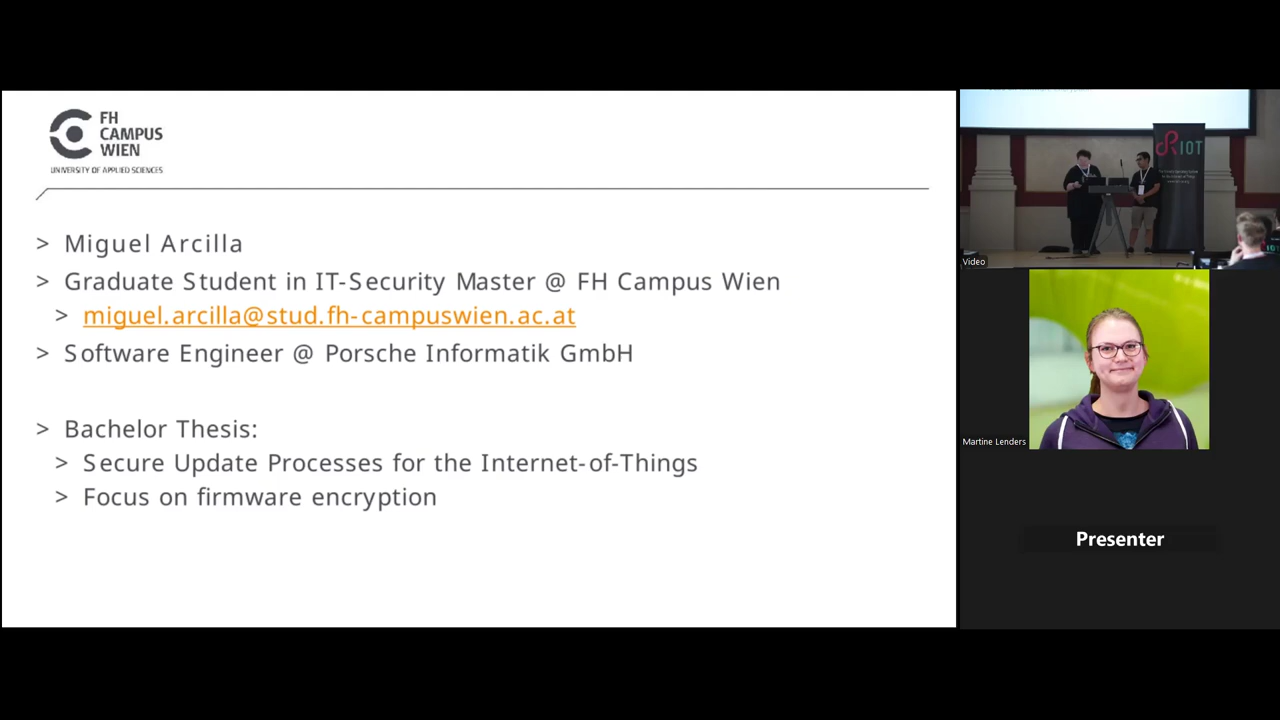 FH
CAMPUS
WIEN
UNIVERSITY OF APPLIED SCIENCES
> Miguel Arcilla
> Graduate Student in IT-Security Master @ FH Campus Wien
> miguel.arcilla@stud.fh-campuswien.ac.at
> Software Engineer @ Porsche Informatik GmbH
> Bachelor Thesis:
> Secure Update Processes for the Internet-of-Things
> Focus on firmware encryption
RIOT
Video
Martine Lenders
Presenter